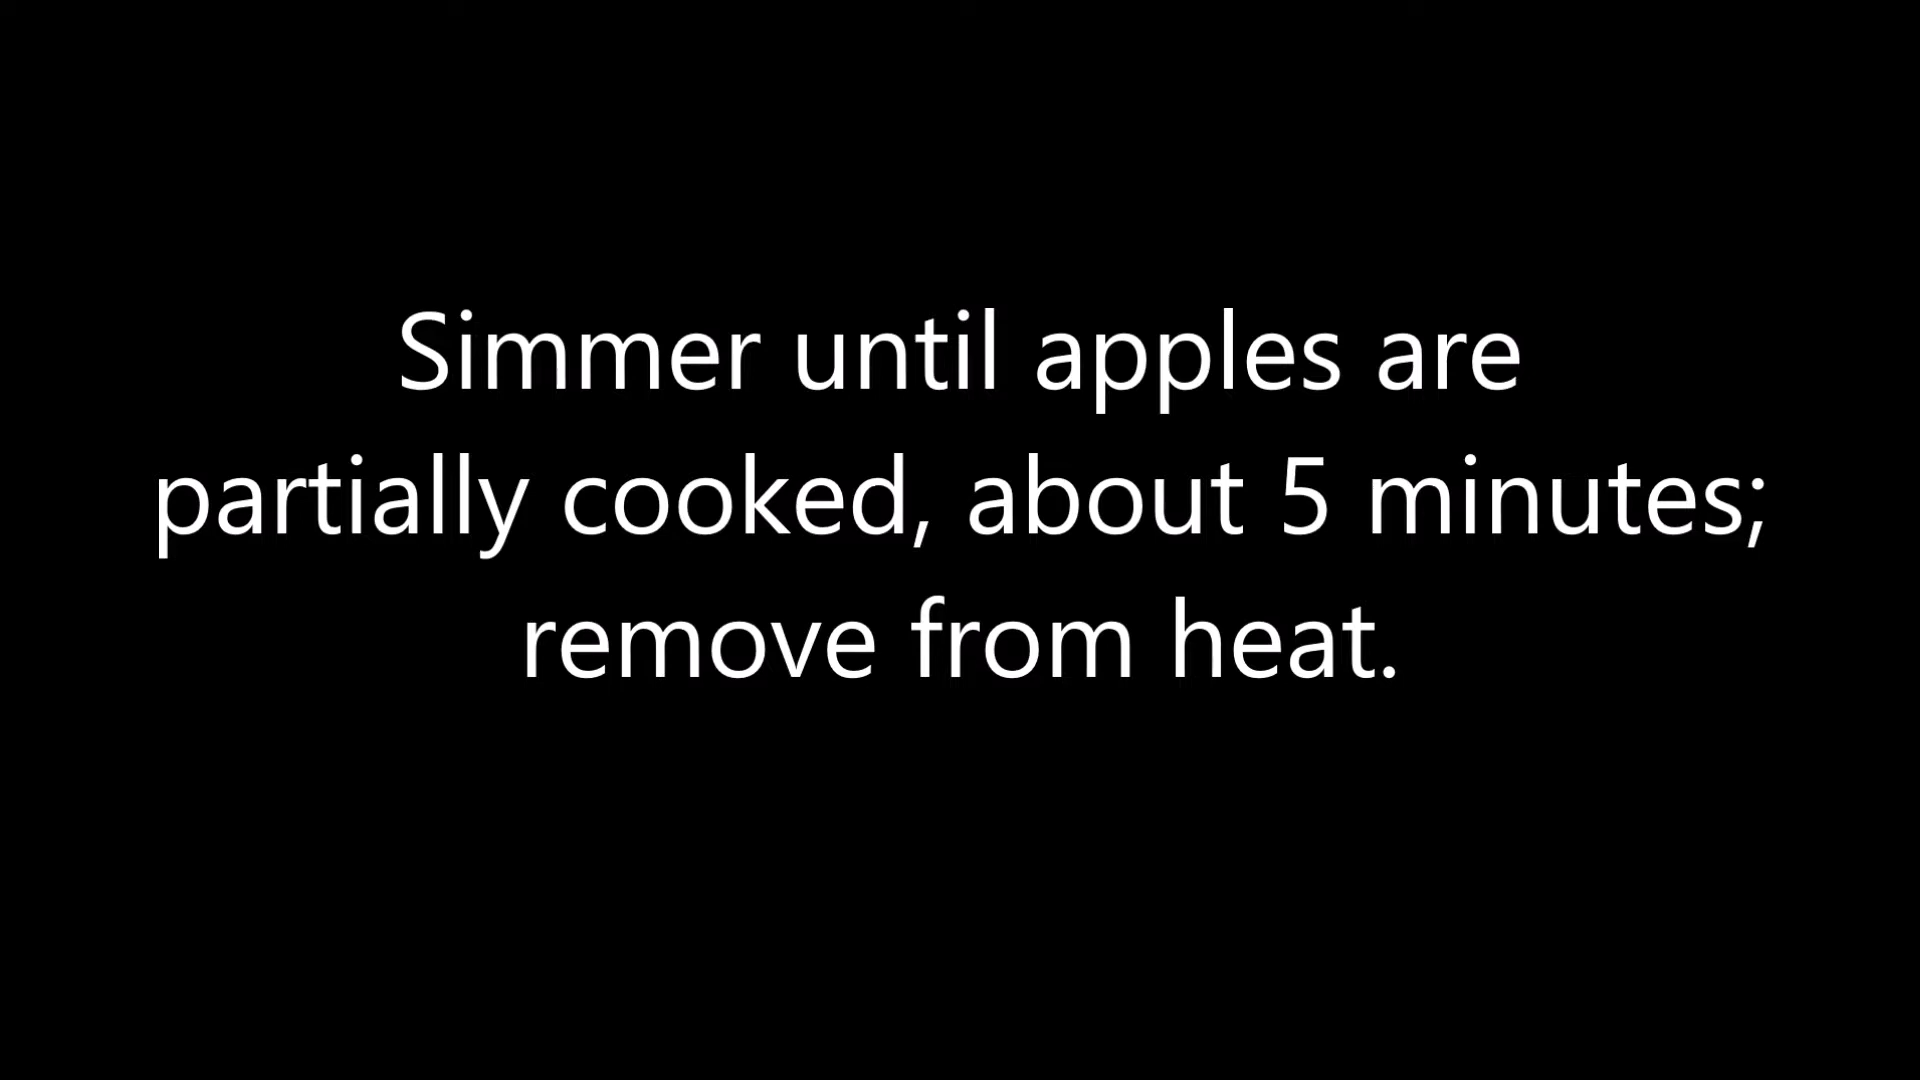 Simmer until apples are
partially cooked, about 5 minutes;
remove from heat.